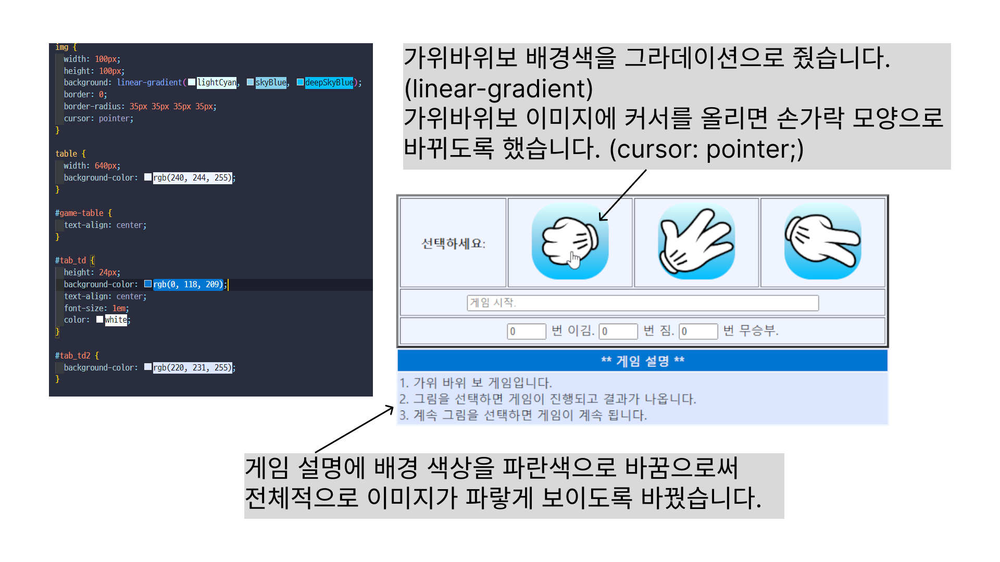 img {
width: 100px;
height: 100px;
background: linear-gradient(lightCyan, skyBlue, deepSkyBlue);
border: 0;
border-radius: 35px 35px 35px 35px;
cursor: pointer;
}
table {
width: 640px;
background-color: rgb(240, 244, 255);
}
#game-table {
text-align: center;
}
#tab_td {
height: 24px;
background-color: rgb(0, 118, 209);
text-align: center;
font-size: 1em;
color: white;
}
#tab_td2 {
background-color: rgb(220, 231, 255);
}
가위바위보 배경색을 그라데이션으로 줬습니다.
(linear-gradient)
가위바위보 이미지에 커서를 올리면 손가락 모양으로
바뀌도록 했습니다. (cursor: pointer;)
선택하세요:
게임 시작.
0 번 이김. 0 번 짐. 0 번 무승부.
** 게임 설명 **
1. 가위 바위 보 게임입니다.
2. 그림을 선택하면 게임이 진행되고 결과가 나옵니다.
3. 계속 그림을 선택하면 게임이 계속 됩니다.
게임 설명에 배경 색상을 파란색으로 바꿈으로써
전체적으로 이미지가 파랗게 보이도록 바꿨습니다.